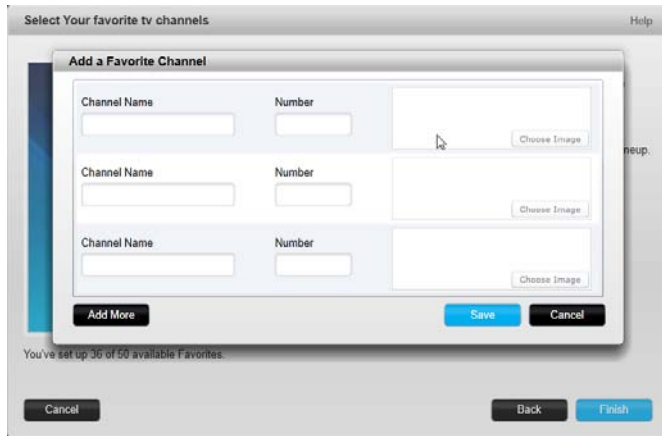 Select Your favorite tv channels
Help
Add a Favorite Channel
Channel Name
Number
Choose Image
neup.
Channel Name
Number
Choose Image
Channel Name
Number
Choose Image
Add More
Save
Cancel
You've set up 36 of 50 available Favorites.
Cancel
Back
Finish